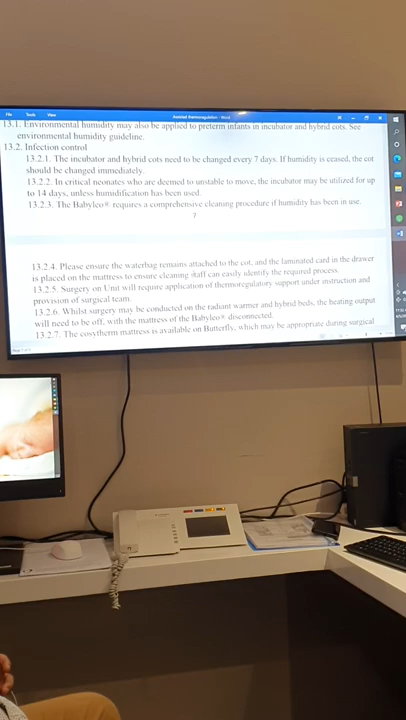 File Tools View
Assisted thermoregulation - Word
13.1. Environmental humidity may also be applied to preterm infants in incubator and hybrid cots. See
environmental humidity guideline.
13.2. Infection control
13.2.1. The incubator and hybrid cots need to be changed every 7 days. If humidity is ceased, the cot
should be changed immediately.
13.2.2. In critical neonates who are deemed to unstable to move, the incubator may be utilized for up
to 14 days, unless humidification has been used.
13.2.3. The Babyleo® requires a comprehensive cleaning procedure if humidity has been in use.
7
13.2.4. Please ensure the waterbag remains attached to the cot, and the laminated card in the drawer
is placed on the mattress to ensure cleaning staff can easily identify the required process.
13.2.5. Surgery on Unit will require application of thermoregulatory support under instruction and
provision of surgical team.
13.2.6. Whilst surgery may be conducted on the radiant warmer and hybrid beds, the heating output
will need to be off, with the mattress of the Babyleo® disconnected.
13.2.7. The cosytherm mattress is available on Butterfly, which may be appropriate during surgical